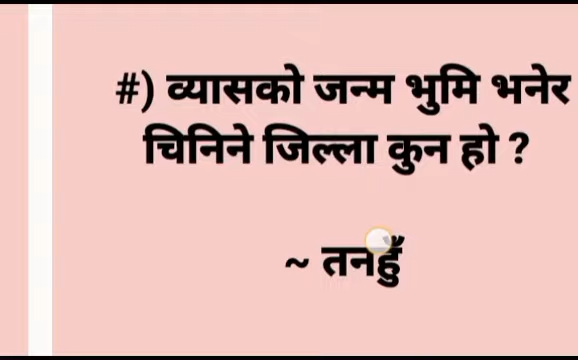 #) व्यासको जन्म भुमि भनेर
चिनिने जिल्ला कुन हो ?
~ तनहुँ